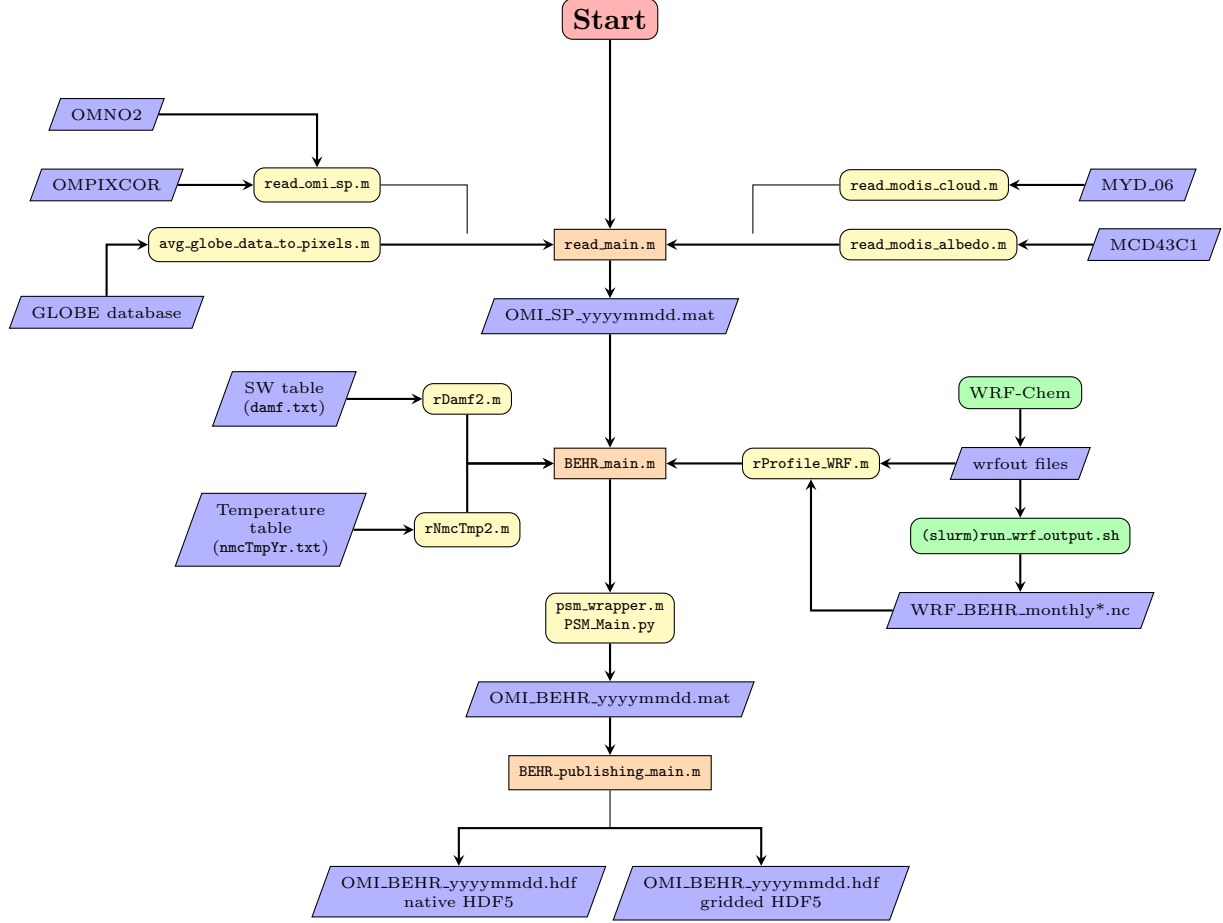 Start
OMNO2
OMPIXCOR
read_omi_sp.m
read_modis_cloud.m
MYD_06
avg_globe_data_to_pixels.m
read_main.m
read_modis_albedo.m
MCD43C1
GLOBE database
OMI_SP_yyyymmdd.mat
SW table
(damf.txt)
rDamf2.m
WRF-Chem
BEHR_main.m
rProfile_WRF.m
wrfout files
Temperature
table
(nmcTmpYr.txt)
rNmcTmp2.m
(slurm)run_wrf_output.sh
psm_wrapper.m
PSM_Main.py
WRF_BEHR_monthly*.nc
OMI_BEHR_yyyymmdd.mat
BEHR_publishing_main.m
OMI_BEHR_yyyymmdd.hdf
native HDF5
OMI_BEHR_yyyymmdd.hdf
gridded HDF5